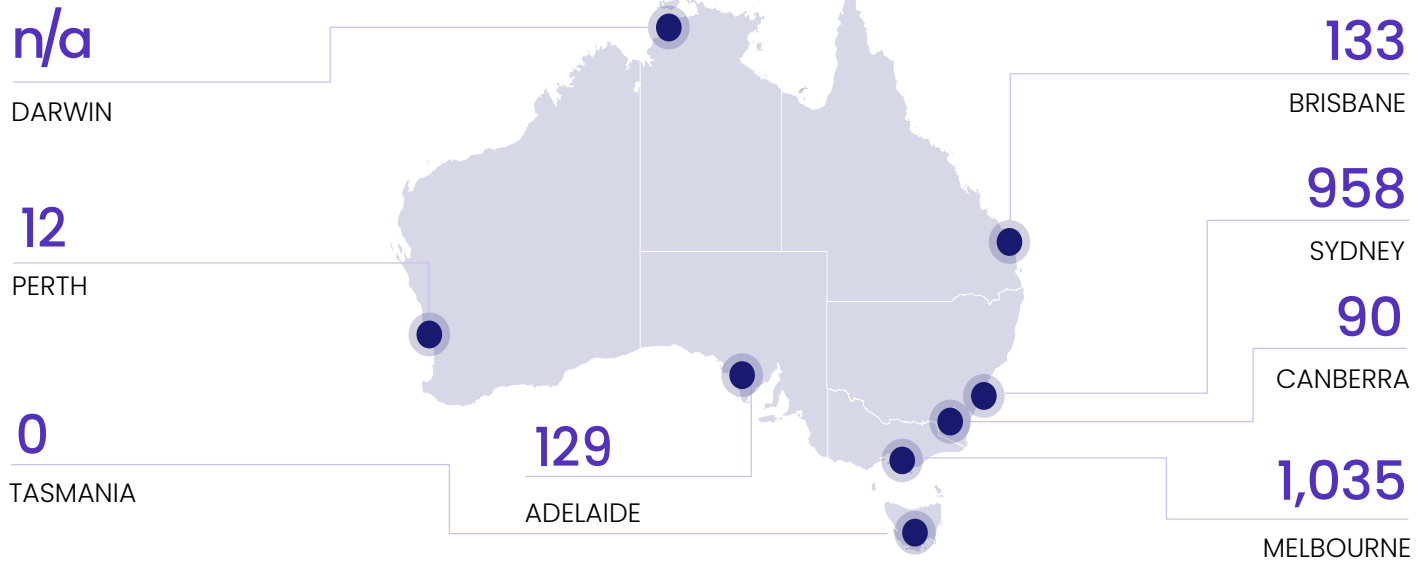 n/a
DARWIN
12
PERTH
0
TASMANIA
129
ADELAIDE
133
BRISBANE
958
SYDNEY
90
CANBERRA
1,035
MELBOURNE